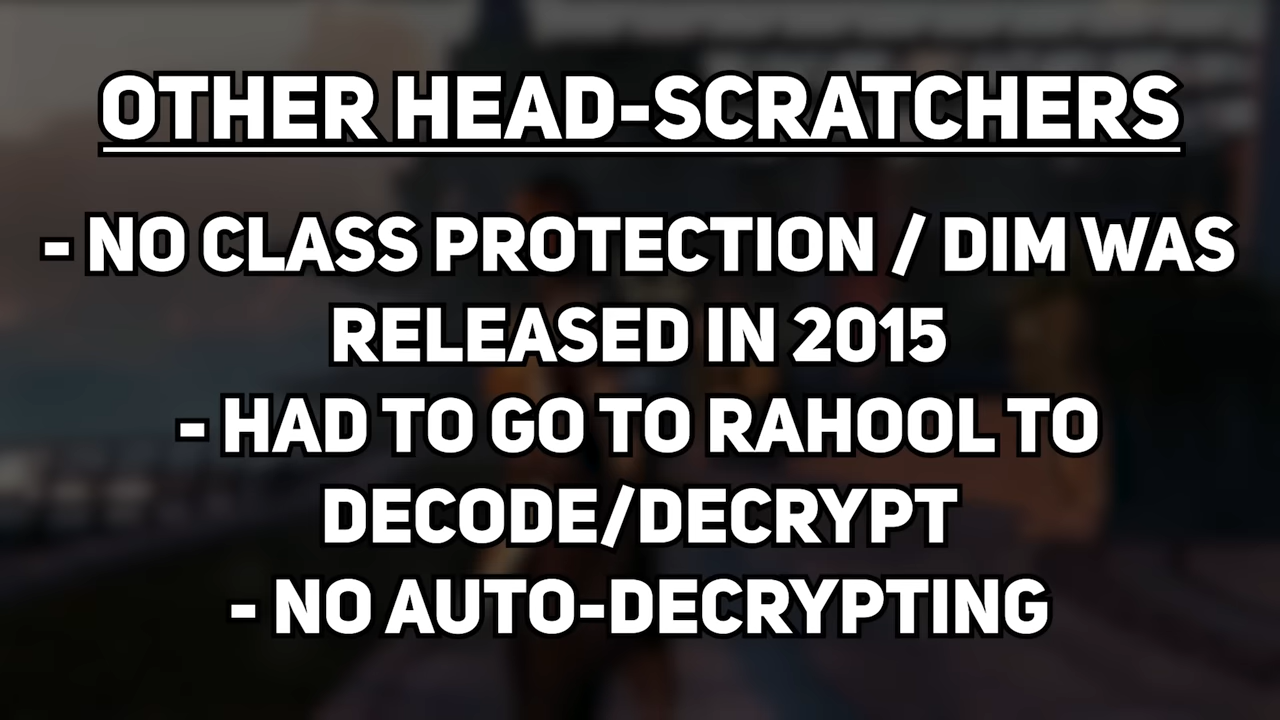 OTHER HEAD-SCRATCHERS
- NO CLASS PROTECTION / DIM WAS
RELEASED IN 2015
- HAD TO GO TO RAHOOL TO
DECODE/DECRYPT
- NO AUTO-DECRYPTING